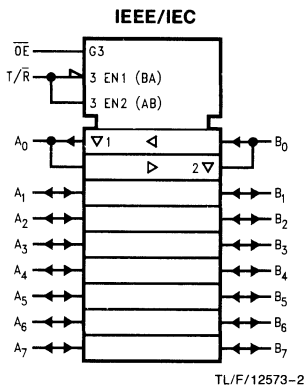 IEEE/IEC
O̅E̅ G3
T/R̅ 3 EN1 (BA)
3 EN2 (AB)
A₀ ▽1 ◁ B₀
▷ 2▽
A₁ B₁
A₂ B₂
A₃ B₃
A₄ B₄
A₅ B₅
A₆ B₆
A₇ B₇
TL/F/12573–2